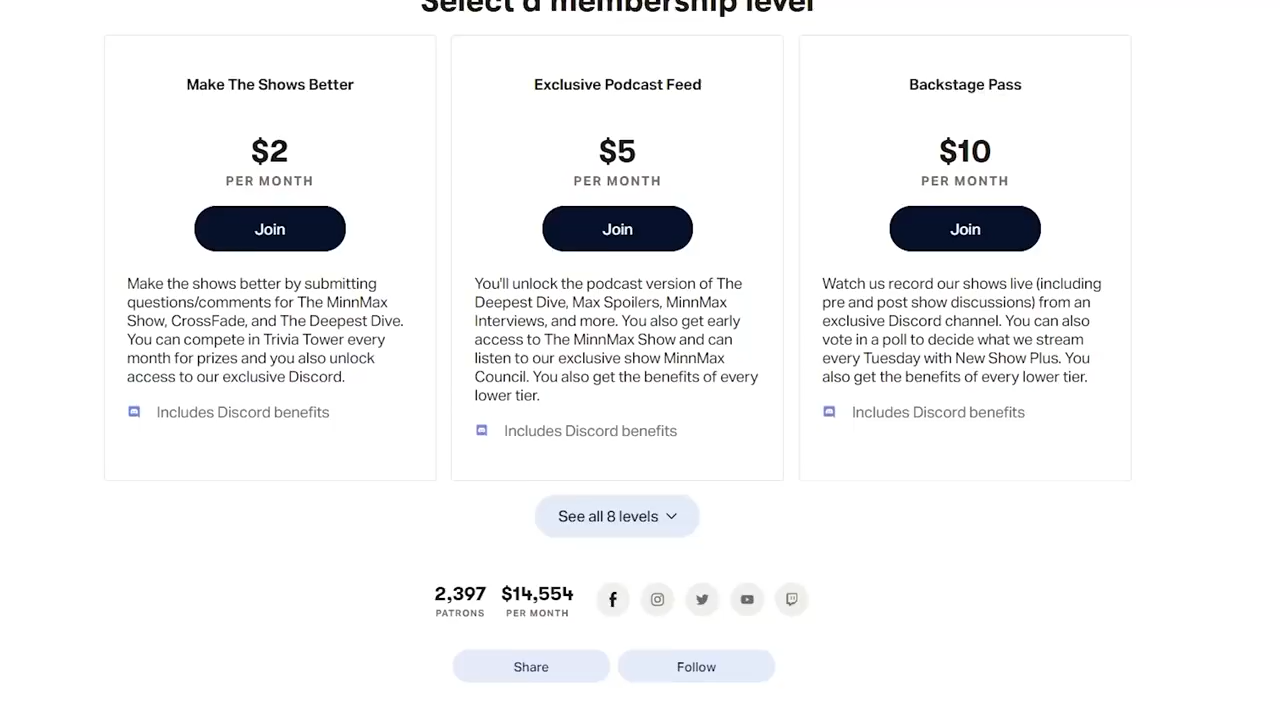 Select a membership level
Make The Shows Better
$2
PER MONTH
Join
Make the shows better by submitting
questions/comments for The MinnMax
Show, CrossFade, and The Deepest Dive.
You can compete in Trivia Tower every
month for prizes and you also unlock
access to our exclusive Discord.
Includes Discord benefits
Exclusive Podcast Feed
$5
PER MONTH
Join
You'll unlock the podcast version of The
Deepest Dive, Max Spoilers, MinnMax
Interviews, and more. You also get early
access to The MinnMax Show and can
listen to our exclusive show MinnMax
Council. You also get the benefits of every
lower tier.
Includes Discord benefits
Backstage Pass
$10
PER MONTH
Join
Watch us record our shows live (including
pre and post show discussions) from an
exclusive Discord channel. You can also
vote in a poll to decide what we stream
every Tuesday with New Show Plus. You
also get the benefits of every lower tier.
Includes Discord benefits
See all 8 levels
2,397 $14,554
PATRONS PER MONTH
Share
Follow